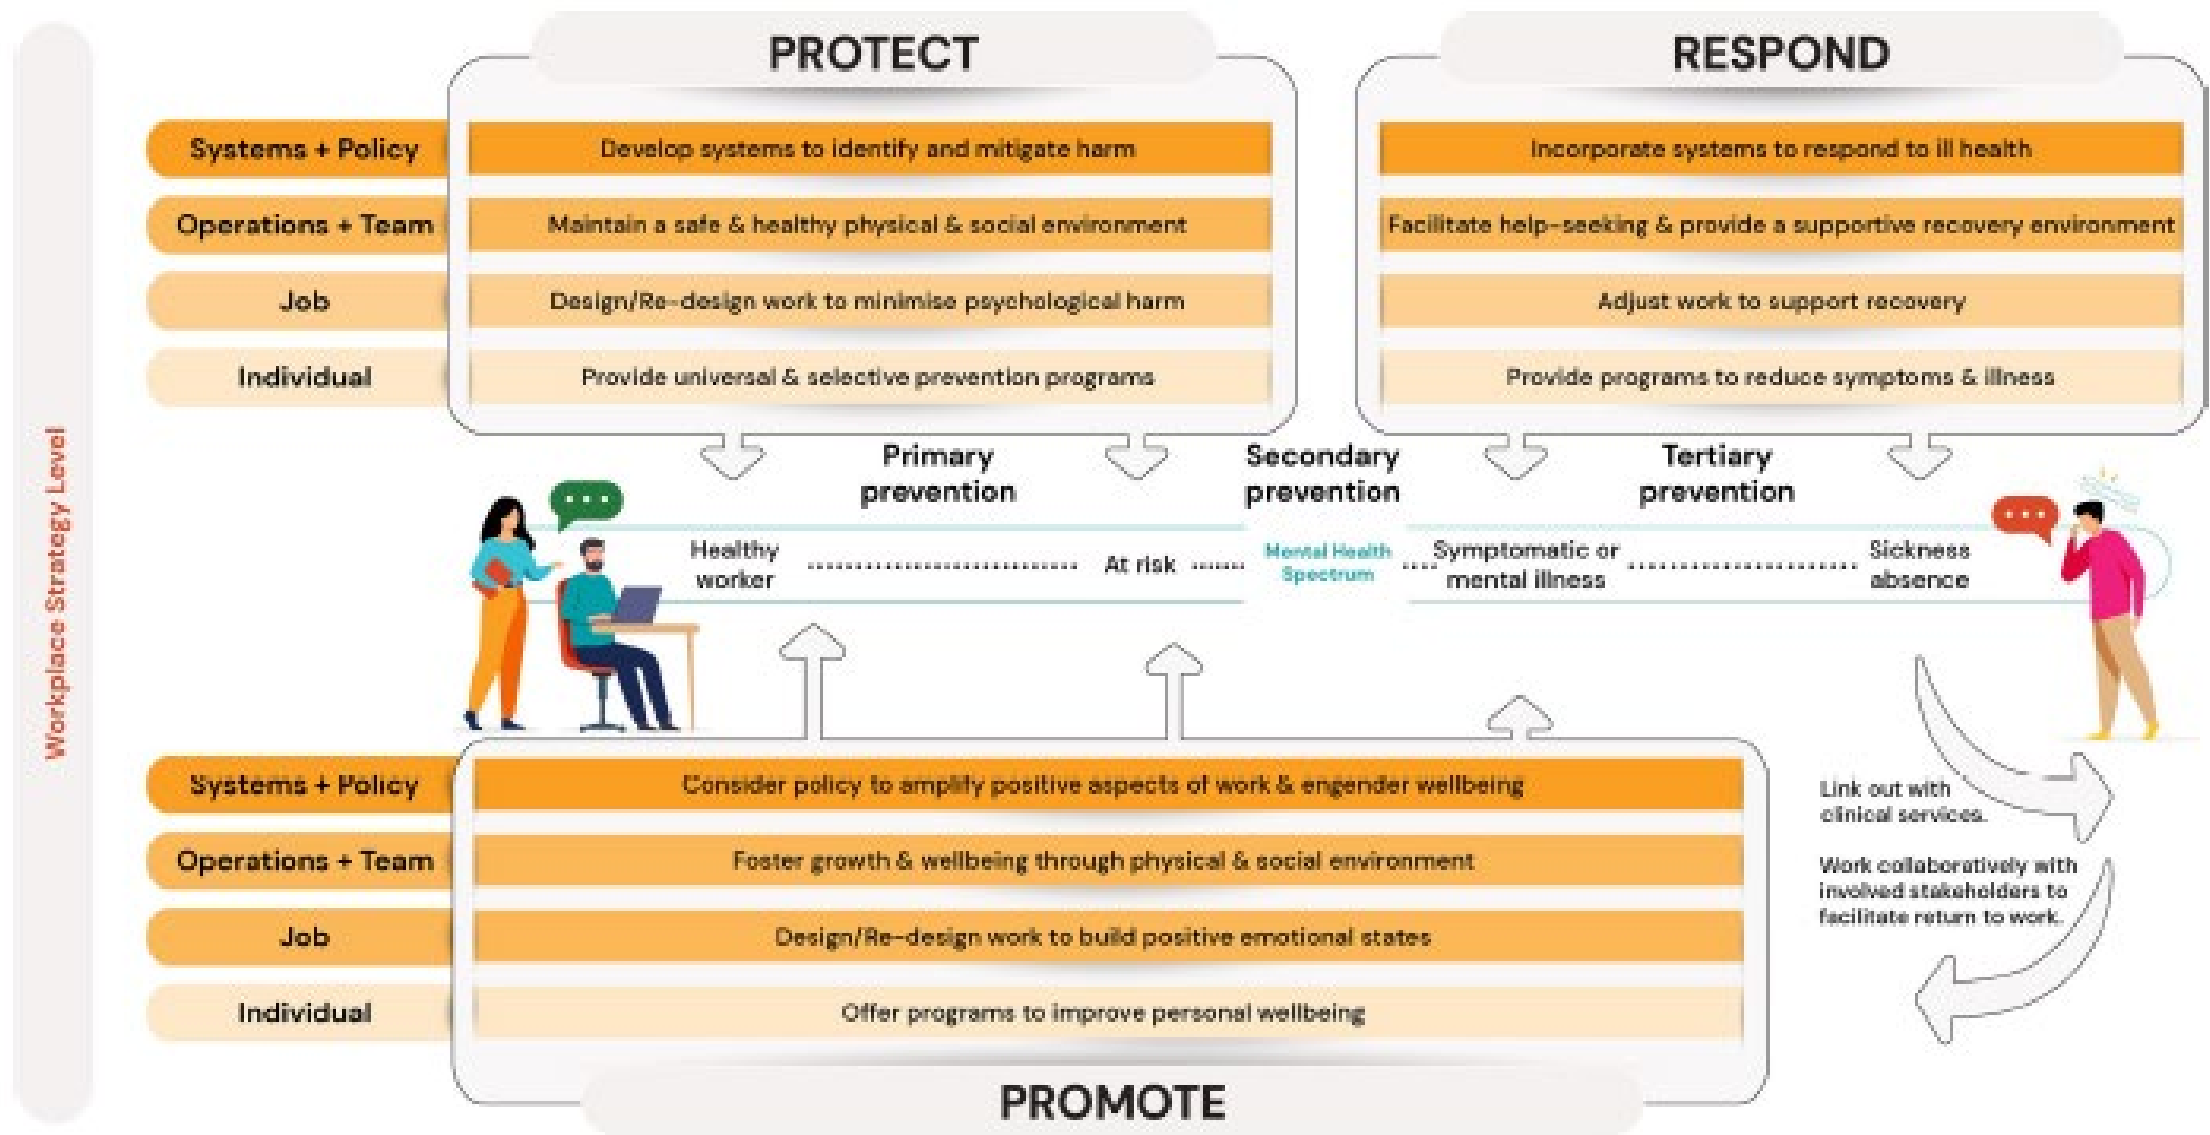 PROTECT
RESPOND
Systems + Policy
Develop systems to identify and mitigate harm
Incorporate systems to respond to ill health
Operations + Team
Maintain a safe & healthy physical & social environment
Facilitate help-seeking & provide a supportive recovery environment
Job
Design/Re-design work to minimise psychological harm
Adjust work to support recovery
Individual
Provide universal & selective prevention programs
Provide programs to reduce symptoms & illness
Workplace Strategy Level
Primary
prevention
Secondary
prevention
Tertiary
prevention
Healthy
worker
At risk
Mental Health
Spectrum
Symptomatic or
mental illness
Sickness
absence
Systems + Policy
Consider policy to amplify positive aspects of work & engender wellbeing
Operations + Team
Foster growth & wellbeing through physical & social environment
Job
Design/Re-design work to build positive emotional states
Individual
Offer programs to improve personal wellbeing
Link out with
clinical services.
Work collaboratively with
involved stakeholders to
facilitate return to work.
PROMOTE